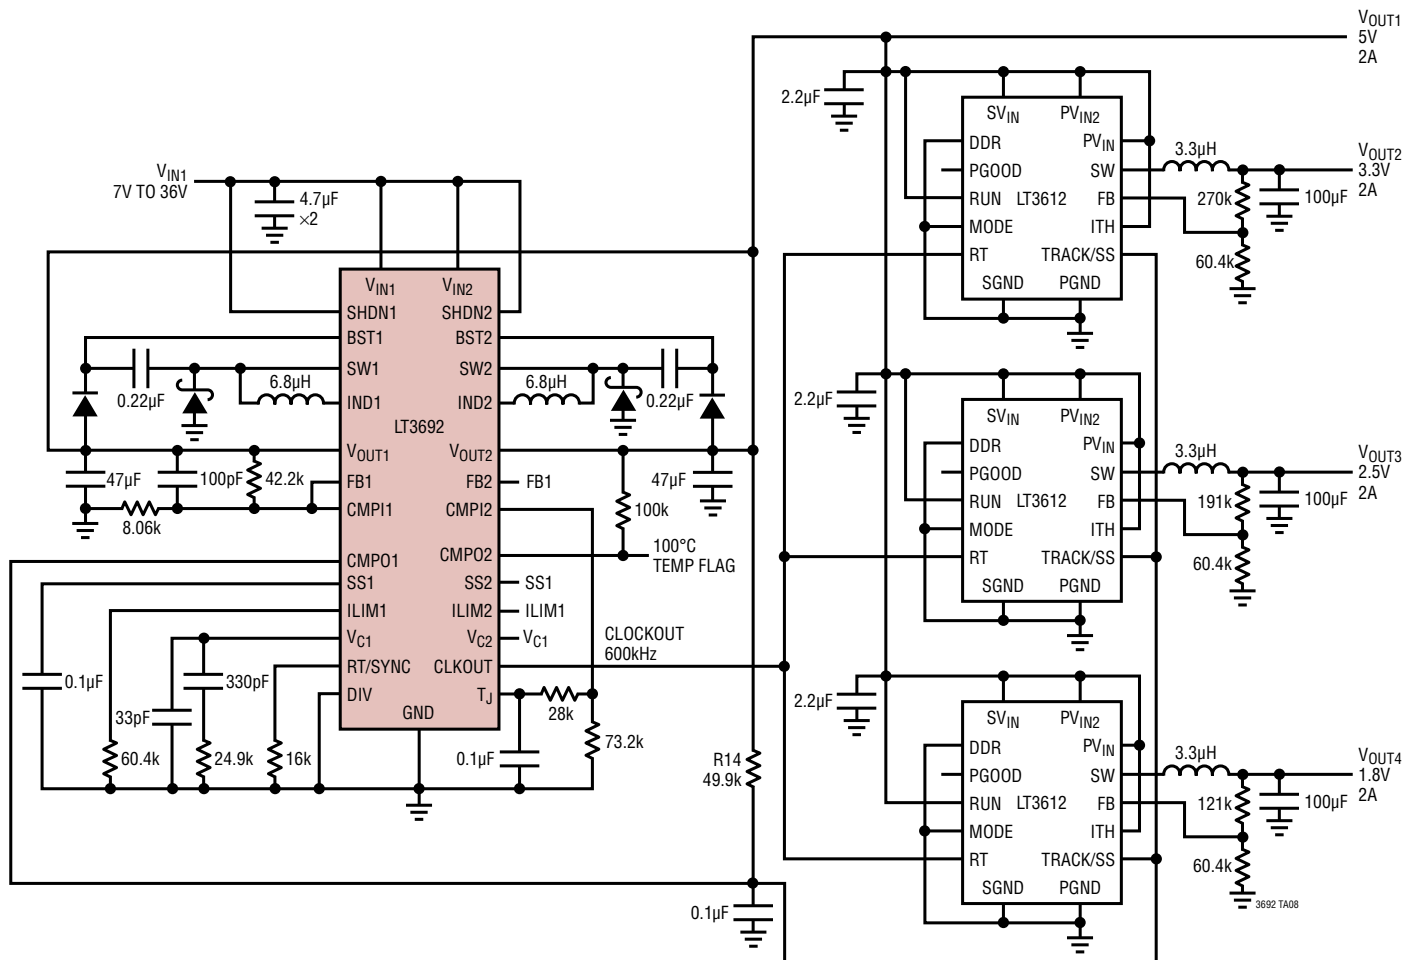 VOUT1
5V
2A
2.2µF
SVIN PVIN2
DDR PVIN
PGOOD SW
RUN LT3612 FB
MODE ITH
RT TRACK/SS
SGND PGND
3.3µH
270k
60.4k
100µF
VOUT2
3.3V
2A
VIN1
7V TO 36V
4.7µF
×2
VIN1 VIN2
SHDN1 SHDN2
BST1 BST2
SW1 SW2
IND1 IND2
LT3692
VOUT1 VOUT2
FB1 FB2 FB1
CMPI1 CMPI2
CMPO1 CMPO2
SS1 SS2 SS1
ILIM1 ILIM2 ILIM1
VC1 VC2 VC1
RT/SYNC CLKOUT
DIV TJ
GND
0.22µF
6.8µH
6.8µH
0.22µF
47µF
100pF
42.2k
8.06k
47µF
100k
100°C
TEMP FLAG
CLOCKOUT
600kHz
0.1µF
33pF
330pF
60.4k
24.9k
16k
28k
0.1µF
73.2k
R14
49.9k
0.1µF
2.2µF
SVIN PVIN2
DDR PVIN
PGOOD SW
RUN LT3612 FB
MODE ITH
RT TRACK/SS
SGND PGND
3.3µH
191k
60.4k
100µF
VOUT3
2.5V
2A
2.2µF
SVIN PVIN2
DDR PVIN
PGOOD SW
RUN LT3612 FB
MODE ITH
RT TRACK/SS
SGND PGND
3.3µH
121k
60.4k
100µF
VOUT4
1.8V
2A
3692 TA08